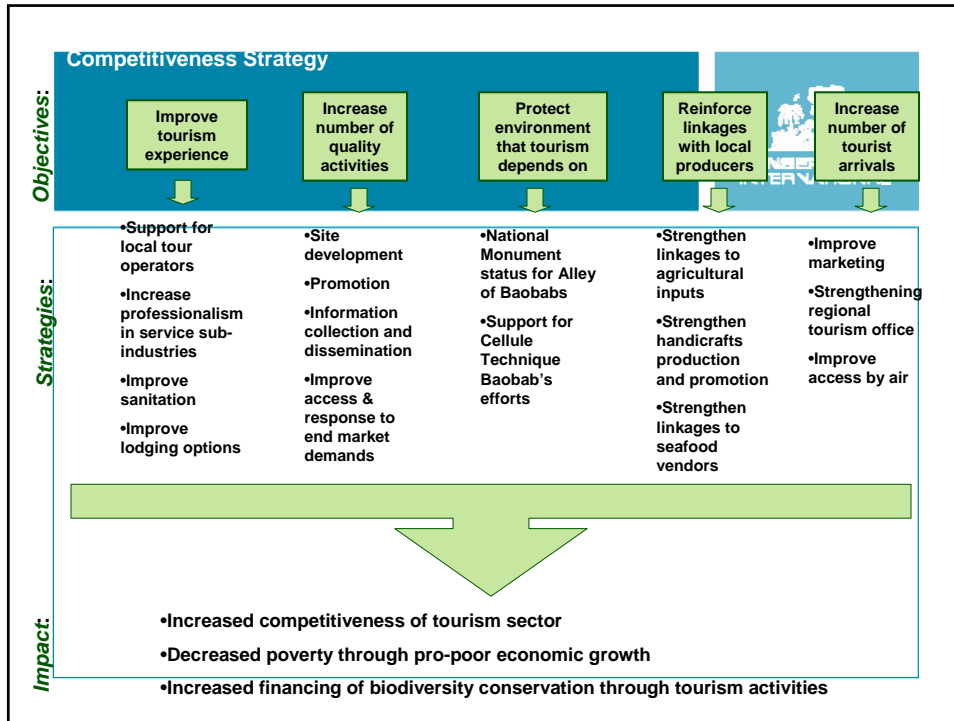 Competitiveness Strategy
Objectives:
Improve
tourism
experience
Increase
number of
quality
activities
Protect
environment
that tourism
depends on
Reinforce
linkages
with local
producers
Increase
number of
tourist
arrivals
INTERNATIONAL
Strategies:
•Support for
local tour
operators
•Increase
professionalism
in service sub-
industries
•Improve
sanitation
•Improve
lodging options
•Site
development
•Promotion
•Information
collection and
dissemination
•Improve
access &
response to
end market
demands
•National
Monument
status for Alley
of Baobabs
•Support for
Cellule
Technique
Baobab’s
efforts
•Strengthen
linkages to
agricultural
inputs
•Strengthen
handicrafts
production
and promotion
•Strengthen
linkages to
seafood
vendors
•Improve
marketing
•Strengthening
regional
tourism office
•Improve
access by air
Impact:
•Increased competitiveness of tourism sector
•Decreased poverty through pro-poor economic growth
•Increased financing of biodiversity conservation through tourism activities